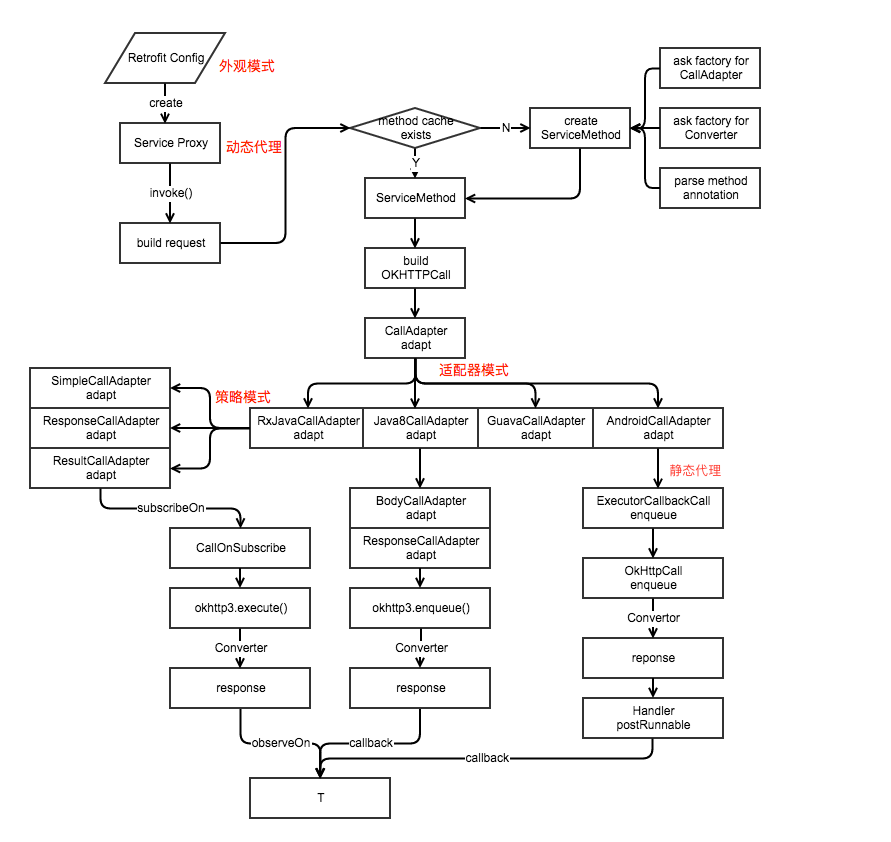 Retrofit Config
外观模式
create
Service Proxy
动态代理
invoke()
build request
method cache
exists
N
Y
create
ServiceMethod
ask factory for
CallAdapter
ask factory for
Converter
parse method
annotation
ServiceMethod
build
OKHTTPCall
CallAdapter
adapt
适配器模式
策略模式
SimpleCallAdapter
adapt
ResponseCallAdapter
adapt
ResultCallAdapter
adapt
RxJavaCallAdapter
adapt
Java8CallAdapter
adapt
GuavaCallAdapter
adapt
AndroidCallAdapter
adapt
静态代理
subscribeOn
CallOnSubscribe
okhttp3.execute()
Converter
response
observeOn
BodyCallAdapter
adapt
ResponseCallAdapter
adapt
okhttp3.enqueue()
Converter
response
callback
ExecutorCallbackCall
enqueue
OkHttpCall
enqueue
Convertor
reponse
Handler
postRunnable
callback
T